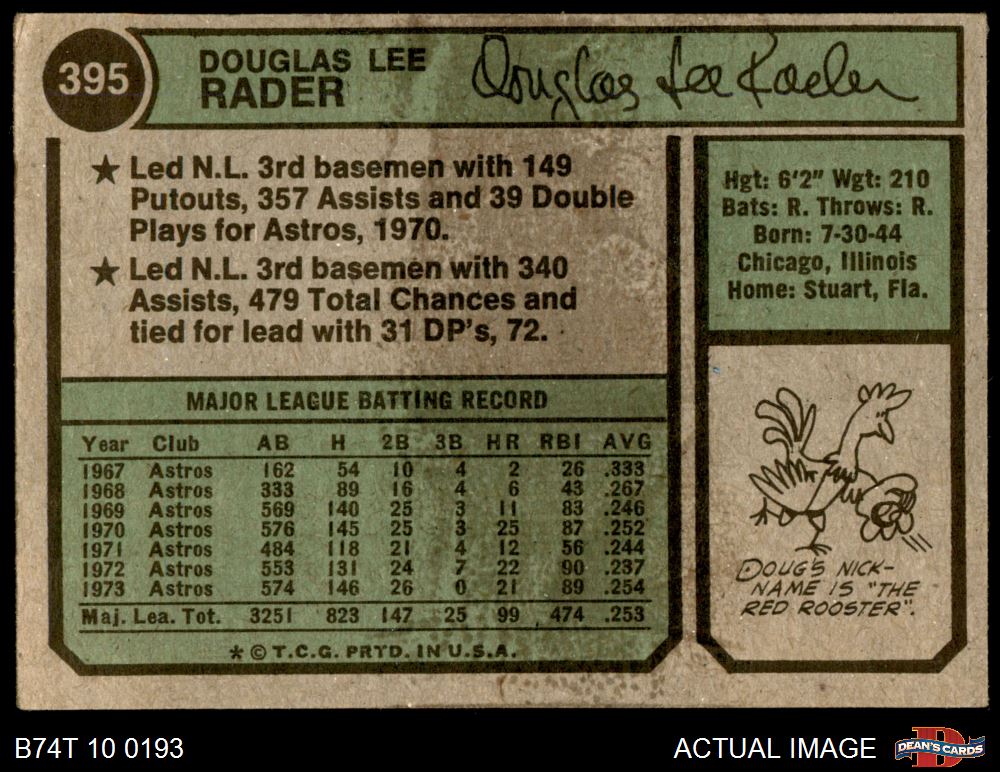 395
DOUGLAS LEE
RADER
Douglas Lee Rader
★ Led N.L. 3rd basemen with 149
Putouts, 357 Assists and 39 Double
Plays for Astros, 1970.
★ Led N.L. 3rd basemen with 340
Assists, 479 Total Chances and
tied for lead with 31 DP's, 72.
Hgt: 6'2" Wgt: 210
Bats: R. Throws: R.
Born: 7-30-44
Chicago, Illinois
Home: Stuart, Fla.
MAJOR LEAGUE BATTING RECORD
Year Club AB H 2B 3B HR RBI AVG
1967 Astros 162 54 10 4 2 26 .333
1968 Astros 333 89 16 4 6 43 .267
1969 Astros 569 140 25 3 11 83 .246
1970 Astros 576 145 25 3 25 87 .252
1971 Astros 484 118 21 4 12 56 .244
1972 Astros 553 131 24 7 22 90 .237
1973 Astros 574 146 26 0 21 89 .254
Maj. Lea. Tot. 3251 823 147 25 99 474 .253
* © T.C.G. PRTD. IN U.S.A.
DOUG'S NICK-
NAME IS "THE
RED ROOSTER".
B74T 10 0193
ACTUAL IMAGE
D
DEAN'S CARDS